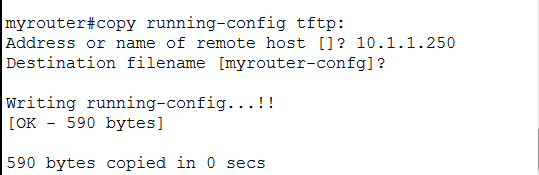 myrouter#copy running-config tftp:
Address or name of remote host []? 10.1.1.250
Destination filename [myrouter-confg]?
Writing running-config...!!
[OK - 590 bytes]
590 bytes copied in 0 secs